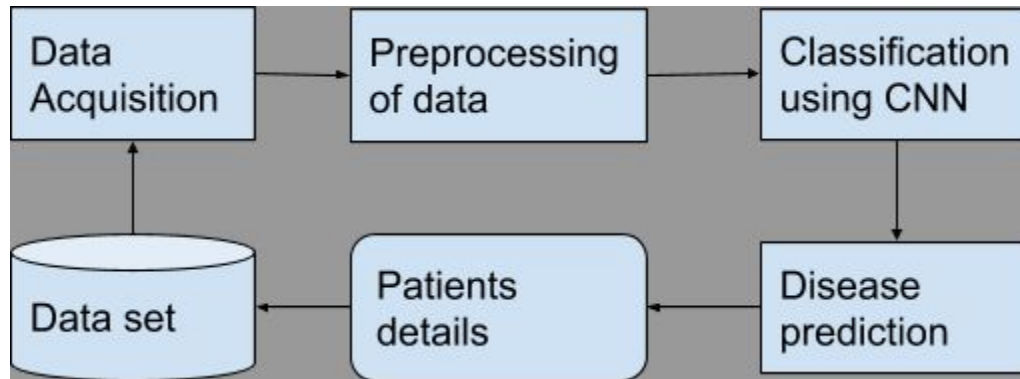 Data
Acquisition
Preprocessing
of data
Classification
using CNN
Data set
Patients
details
Disease
prediction